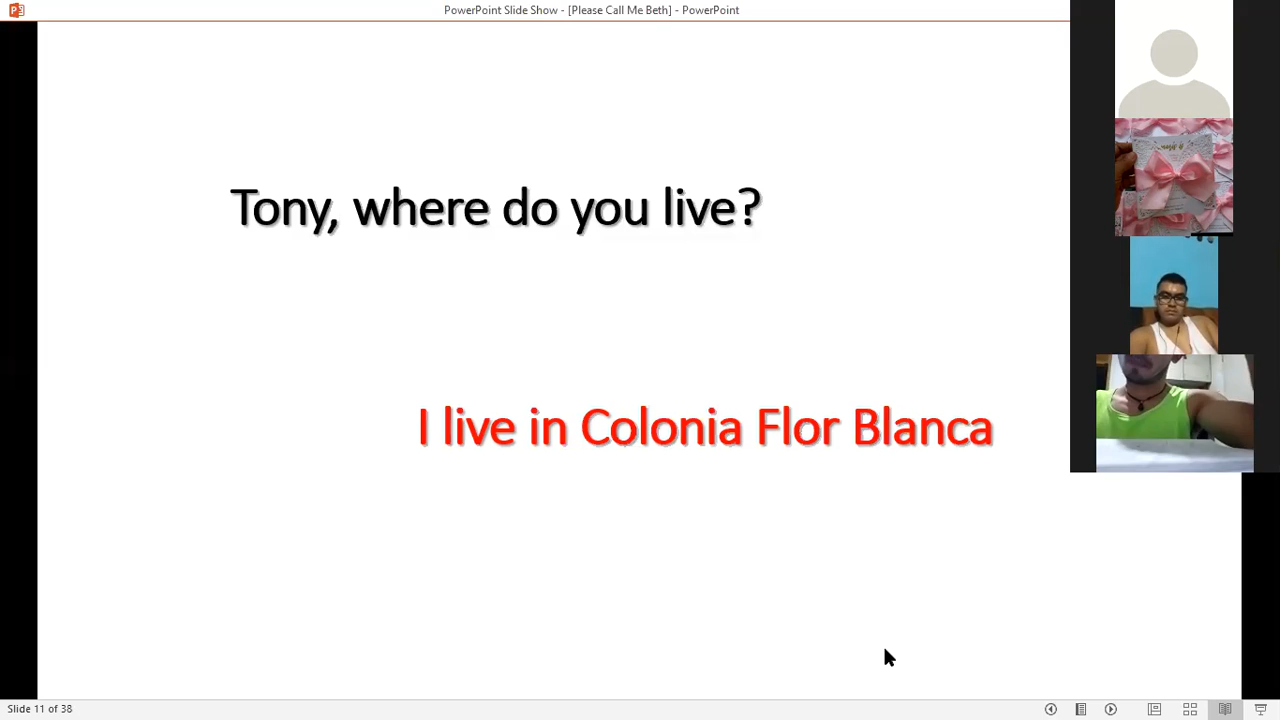 PowerPoint Slide Show - [Please Call Me Beth] - PowerPoint
Tony, where do you live?
I live in Colonia Flor Blanca
Slide 11 of 38